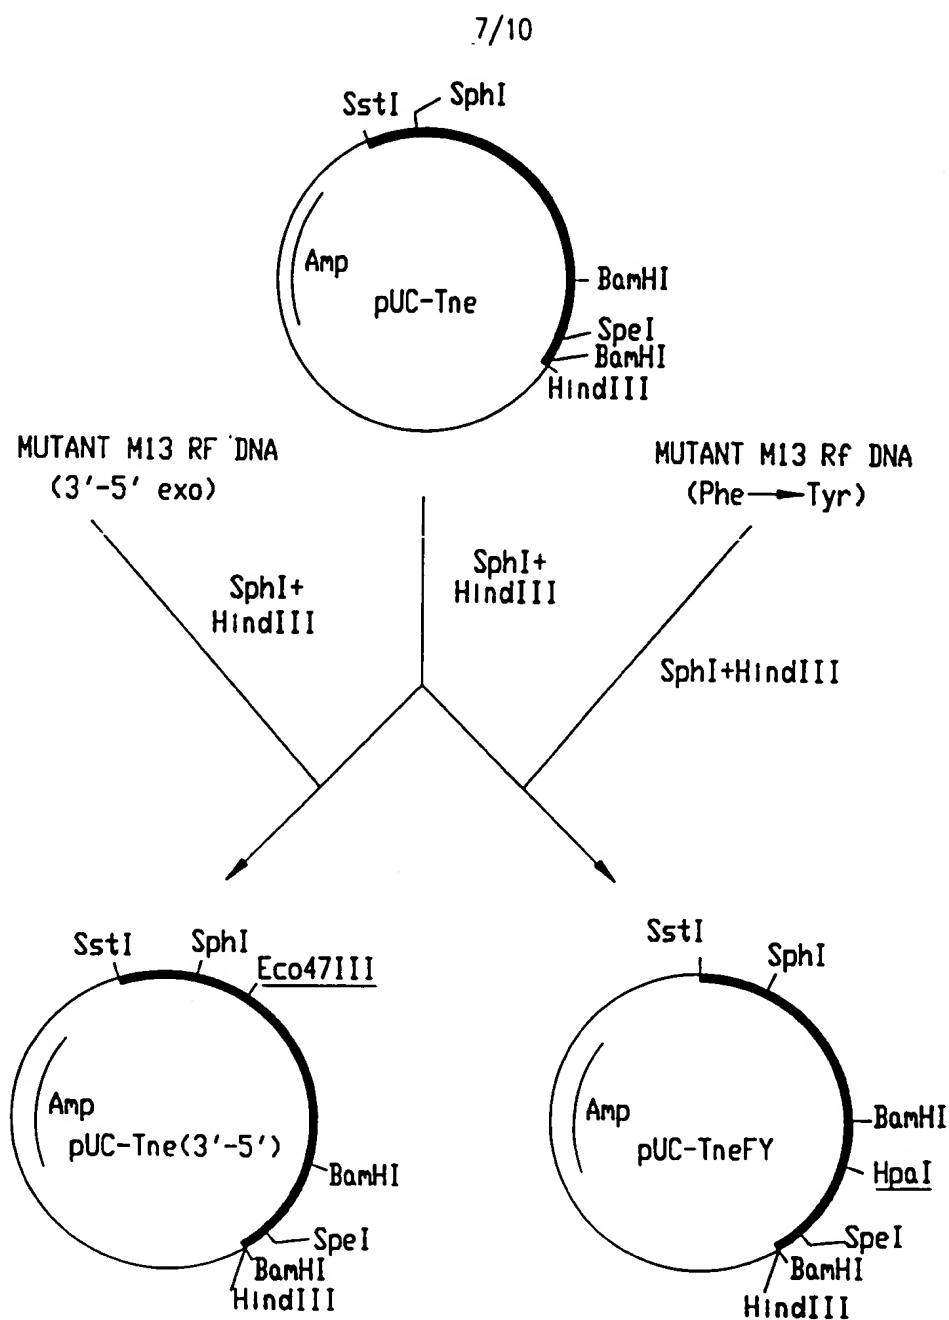 7/10
SstI
SphI
Amp
pUC-Tne
BamHI
SpeI
BamHI
HindIII
MUTANT M13 RF DNA
(3'-5' exo)
MUTANT M13 Rf DNA
(Phe→Tyr)
SphI+
HindIII
SphI+
HindIII
SphI+HindIII
SstI
SphI
Eco47III
Amp
pUC-Tne(3'-5')
BamHI
SpeI
BamHI
HindIII
SstI
SphI
Amp
pUC-TneFY
BamHI
HpaI
SpeI
BamHI
HindIII